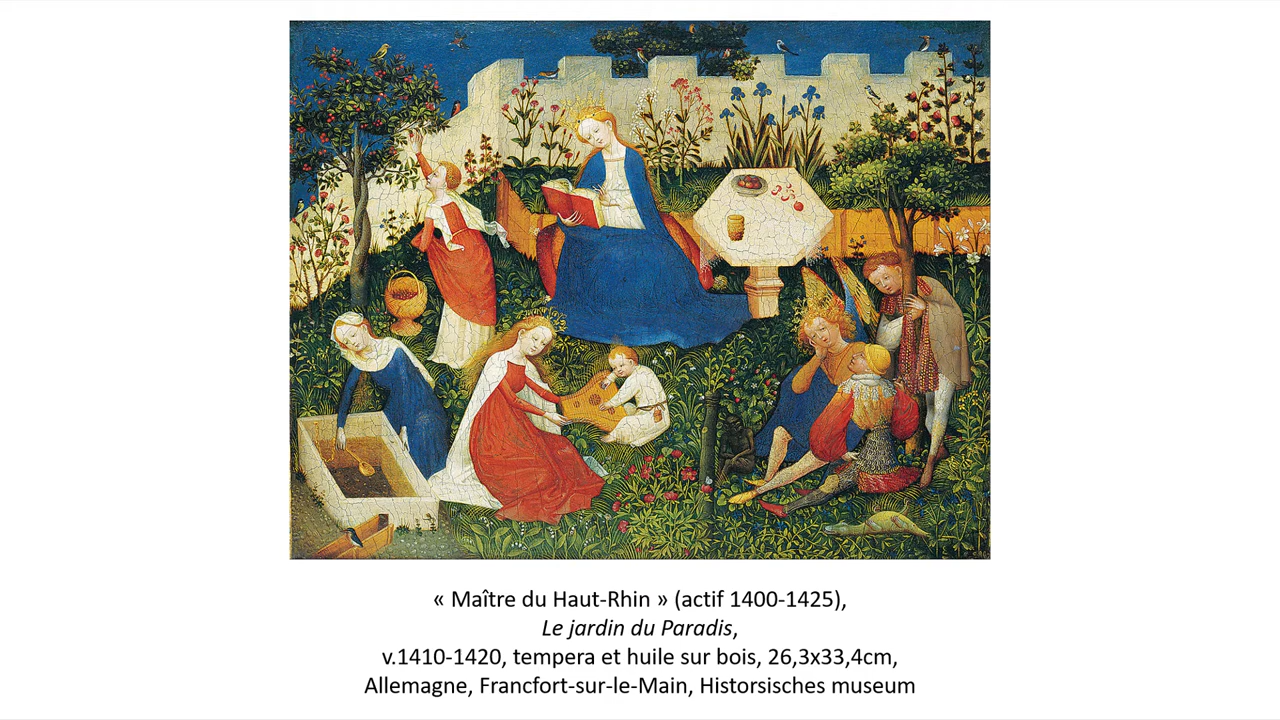 « Maître du Haut-Rhin » (actif 1400-1425),
Le jardin du Paradis,
v.1410-1420, tempera et huile sur bois, 26,3x33,4cm,
Allemagne, Francfort-sur-le-Main, Historsisches museum